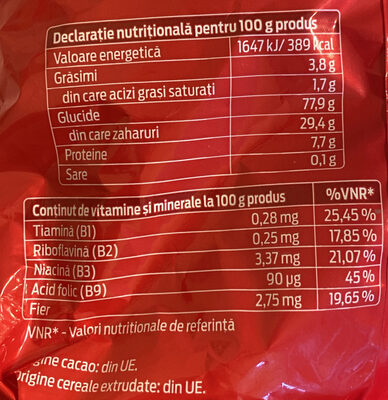 Declarație nutrițională pentru 100 g produs
Valoare energetică 1647 kJ/ 389 kcal
Grăsimi 3,8 g
din care acizi grași saturați 1,7 g
Glucide 77,9 g
din care zaharuri 29,4 g
Proteine 7,7 g
Sare 0,1 g
Conținut de vitamine și minerale la 100 g produs %VNR*
Tiamină (B1) 0,28 mg 25,45 %
Riboflavină (B2) 0,25 mg 17,85 %
Niacină (B3) 3,37 mg 21,07 %
Acid folic (B9) 90 µg 45 %
Fier 2,75 mg 19,65 %
VNR* - Valori nutriționale de referință
cacao: din UE.
Origine cereale extrudate: din UE.